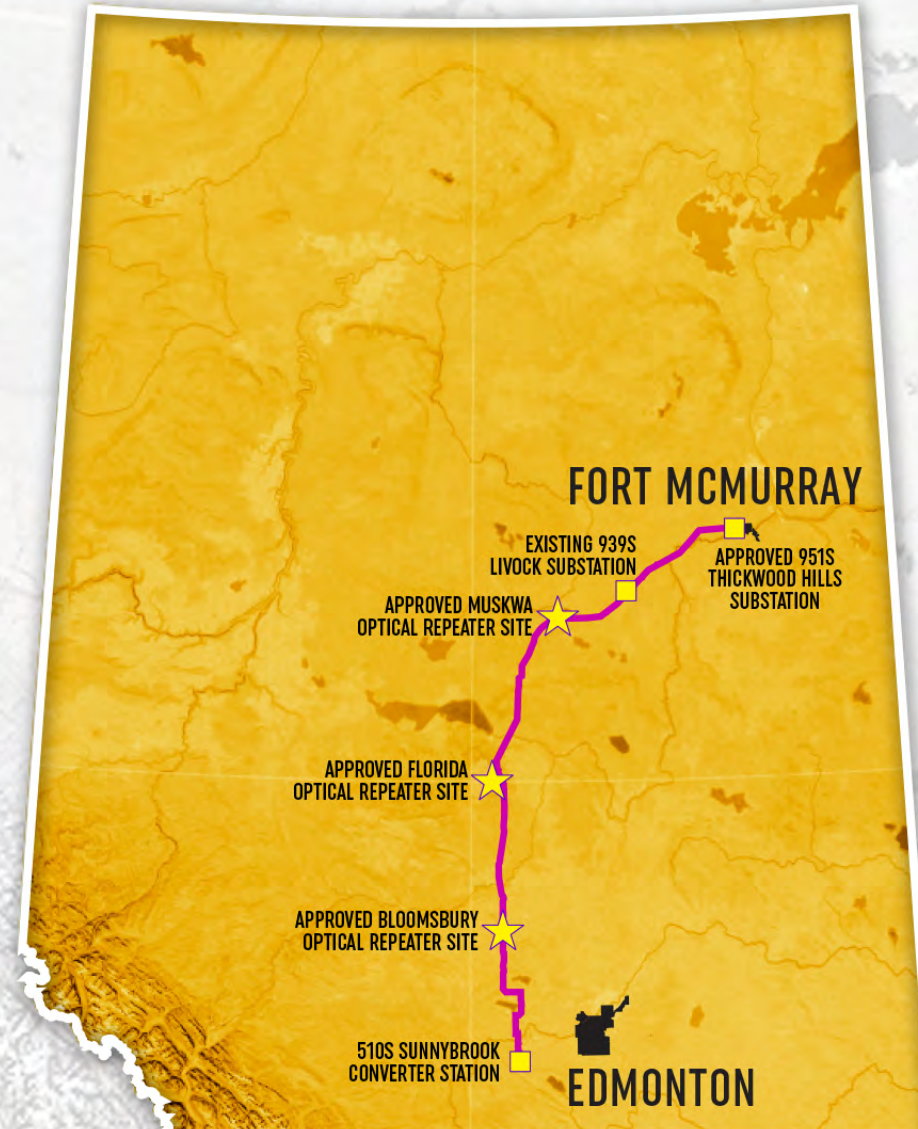 FORT MCMURRAY
EXISTING 939S
LIVOCK SUBSTATION
APPROVED 951S
THICKWOOD HILLS
SUBSTATION
APPROVED MUSKWA
OPTICAL REPEATER SITE
APPROVED FLORIDA
OPTICAL REPEATER SITE
APPROVED BLOOMSBURY
OPTICAL REPEATER SITE
510S SUNNYBROOK
CONVERTER STATION
EDMONTON